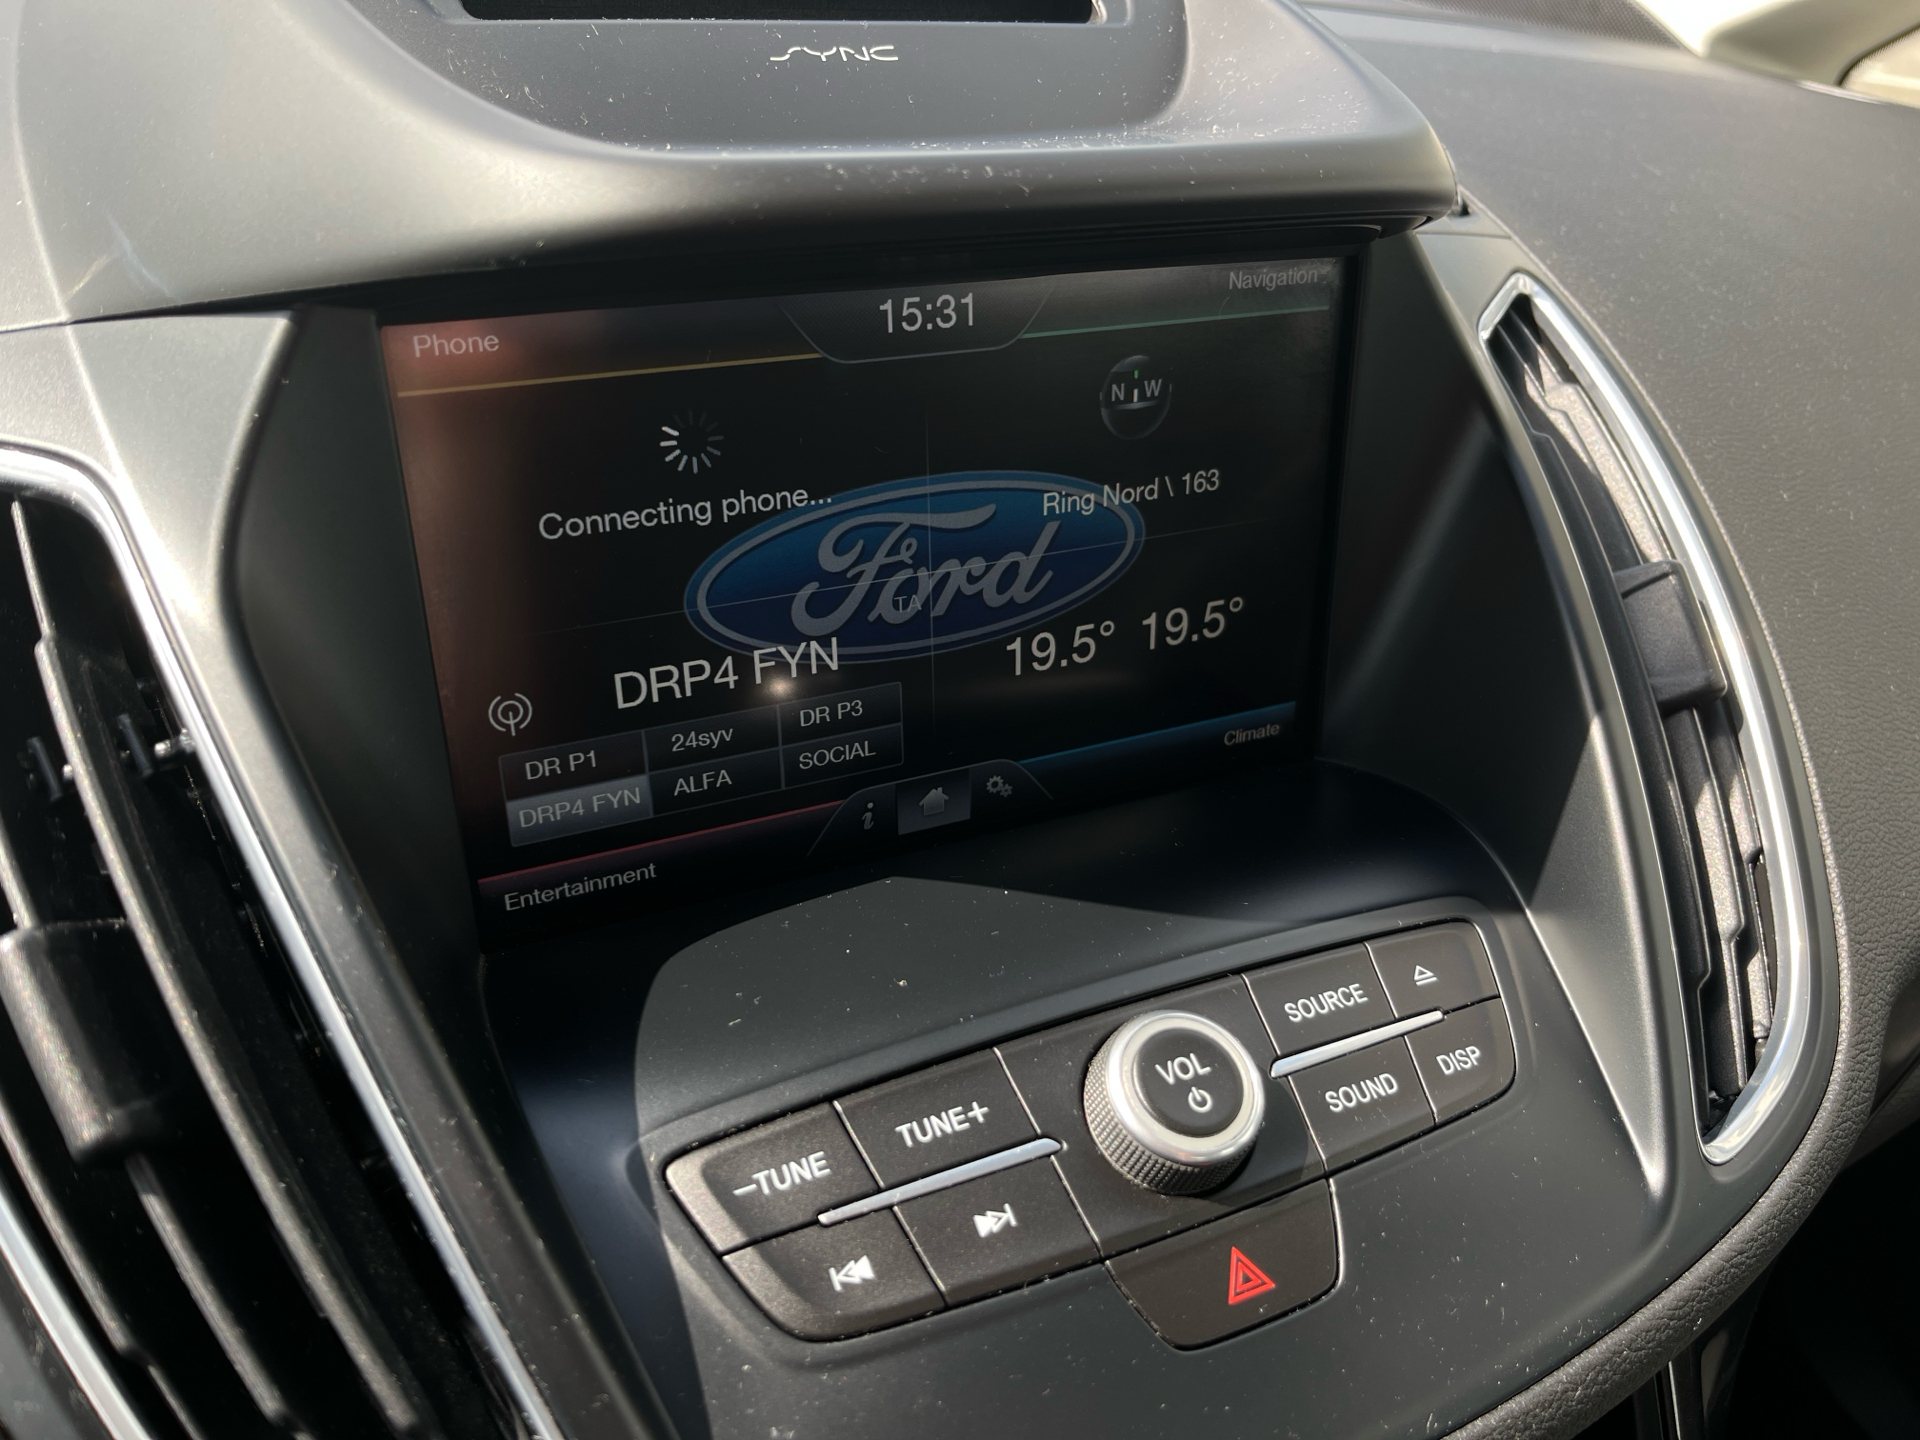 SYNC
Phone
15:31
Navigation
N W
Connecting phone...
Ring Nord \ 163
Ford
TA
DRP4 FYN
19.5° 19.5°
DR P1 24syv DR P3
DRP4 FYN ALFA SOCIAL
Climate
i
Entertainment
SOURCE
VOL
SOUND DISP
–TUNE TUNE+